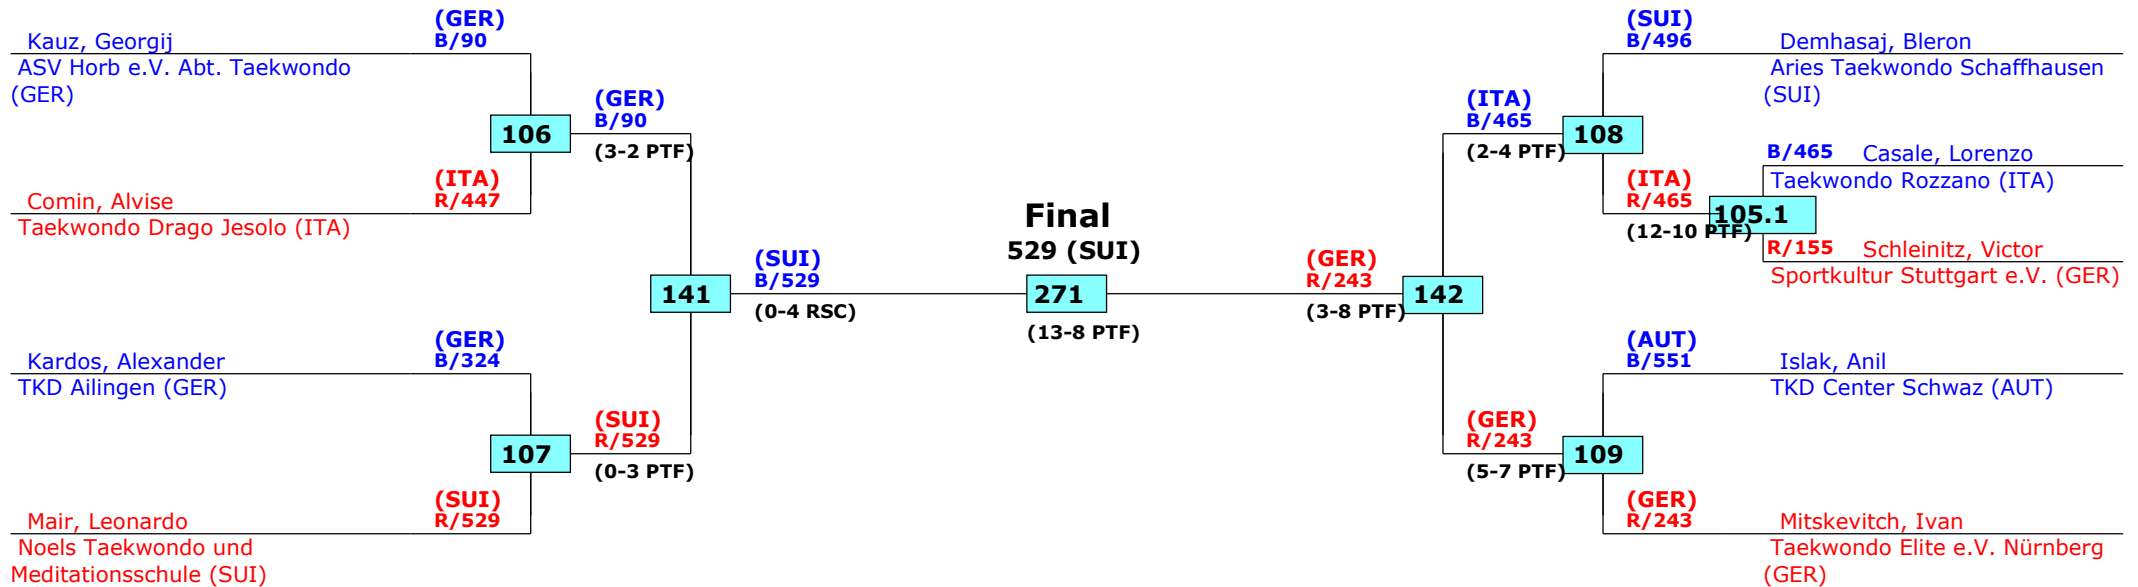 (GER)
B/90
Kauz, Georgij
ASV Horb e.V. Abt. Taekwondo
(GER)
106
(GER)
B/90
(3-2 PTF)
(ITA)
R/447
Comin, Alvise
Taekwondo Drago Jesolo (ITA)
141
(SUI)
B/529
(0-4 RSC)
(GER)
B/324
Kardos, Alexander
TKD Ailingen (GER)
107
(SUI)
R/529
(0-3 PTF)
(SUI)
R/529
Mair, Leonardo
Noels Taekwondo und
Meditationsschule (SUI)
Final
529 (SUI)
271
(13-8 PTF)
(GER)
R/243
(3-8 PTF)
142
(ITA)
B/465
(2-4 PTF)
108
(SUI)
B/496
Demhasaj, Bleron
Aries Taekwondo Schaffhausen
(SUI)
(ITA)
R/465
(12-10 PTF)
105.1
B/465 Casale, Lorenzo
Taekwondo Rozzano (ITA)
R/155 Schleinitz, Victor
Sportkultur Stuttgart e.V. (GER)
(GER)
R/243
(5-7 PTF)
109
(AUT)
B/551
Islak, Anil
TKD Center Schwaz (AUT)
(GER)
R/243
Mitskevitch, Ivan
Taekwondo Elite e.V. Nürnberg
(GER)